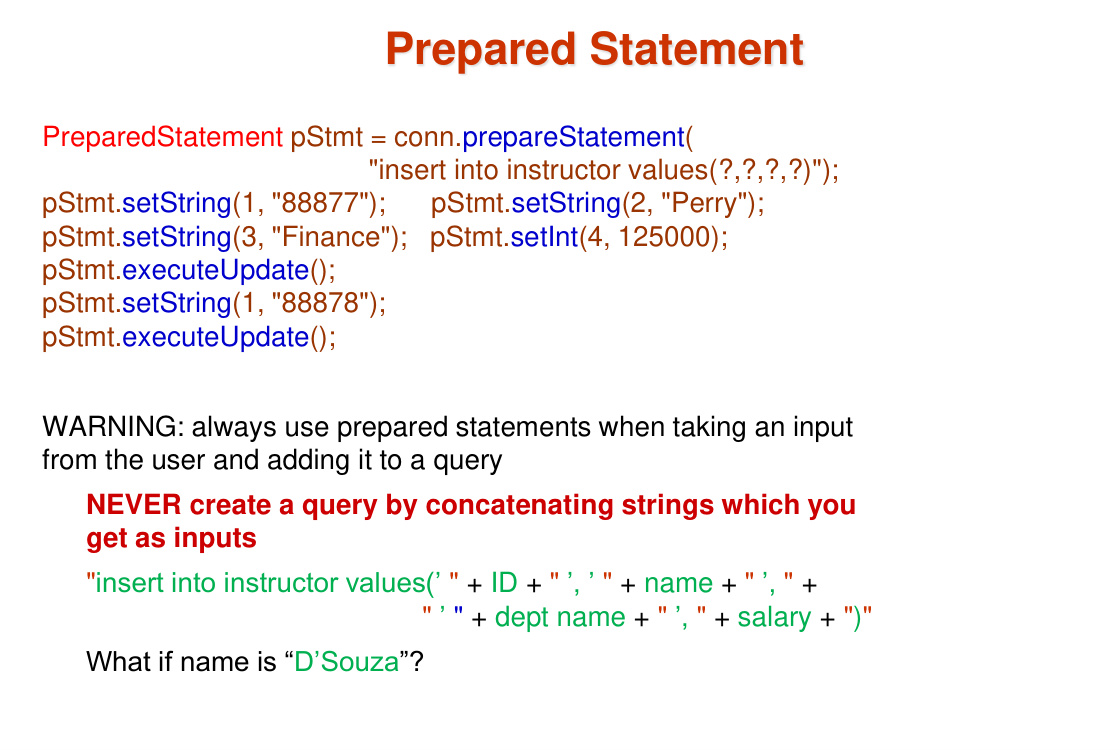 Prepared Statement
PreparedStatement pStmt = conn.prepareStatement(
"insert into instructor values(?,?,?,?)");
pStmt.setString(1, "88877"); pStmt.setString(2, "Perry");
pStmt.setString(3, "Finance"); pStmt.setInt(4, 125000);
pStmt.executeUpdate();
pStmt.setString(1, "88878");
pStmt.executeUpdate();
WARNING: always use prepared statements when taking an input
from the user and adding it to a query
NEVER create a query by concatenating strings which you
get as inputs
"insert into instructor values(’ " + ID + " ’, ’ " + name + " ’, " +
" ’ " + dept name + " ’, " + salary + ")"
What if name is “D’Souza”?